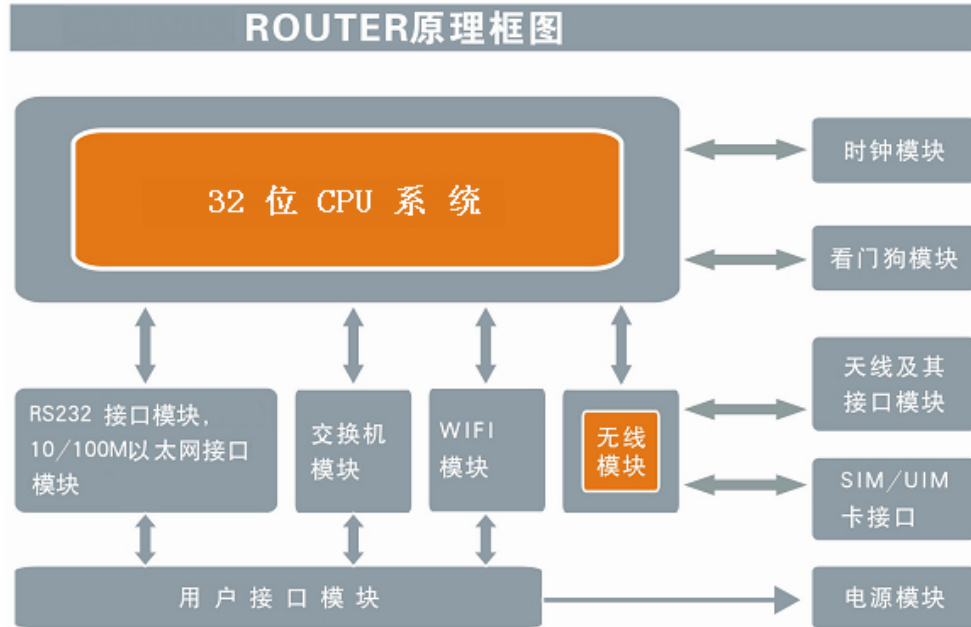 ROUTER原理框图
32 位 CPU 系 统
时钟模块
看门狗模块
RS232 接口模块,
10/100M以太网接口
模块
交换机
模块
WIFI
模块
无线
模块
天线及其
接口模块
SIM/UIM
卡接口
用 户 接 口 模 块
电源模块